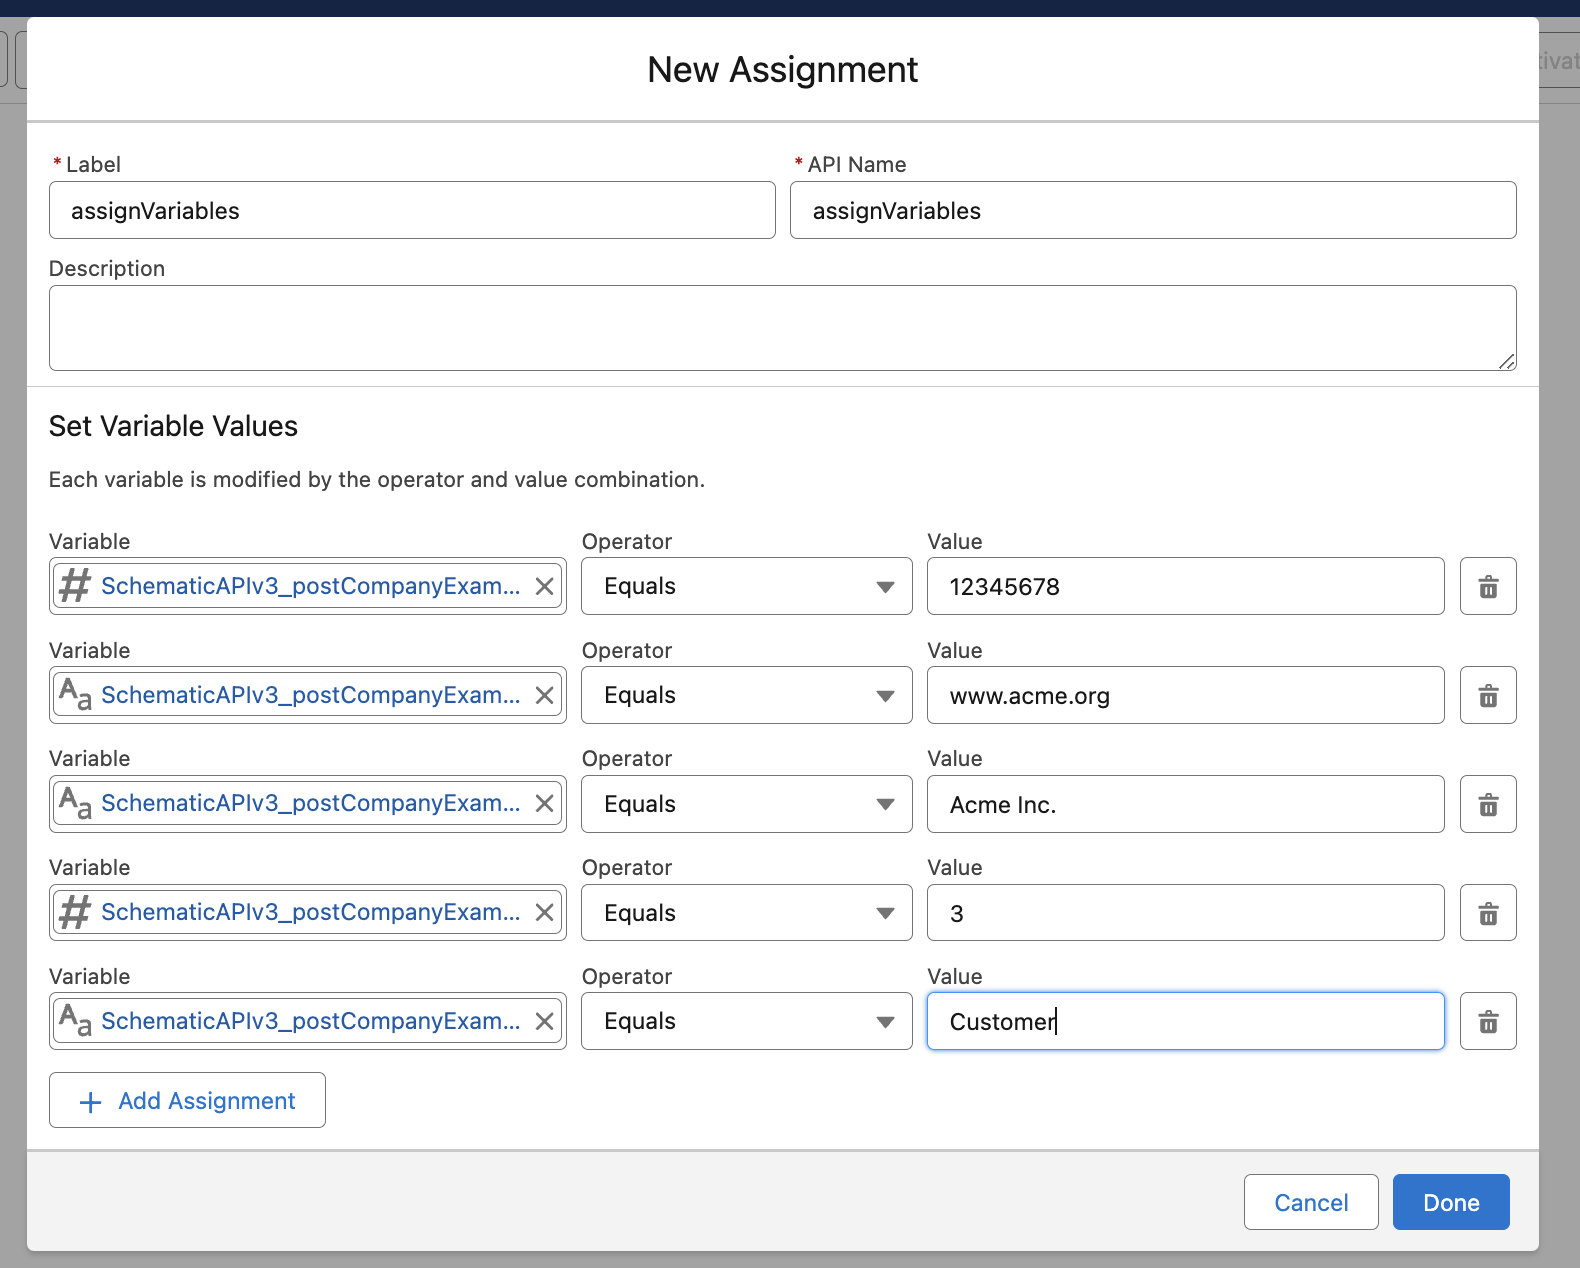 New Assignment
* Label
* API Name
assignVariables
assignVariables
Description
Set Variable Values
Each variable is modified by the operator and value combination.
Variable Operator Value
SchematicAPIv3_postCompanyExam... Equals 12345678
Variable Operator Value
Aa SchematicAPIv3_postCompanyExam... Equals www.acme.org
Variable Operator Value
Aa SchematicAPIv3_postCompanyExam... Equals Acme Inc.
Variable Operator Value
SchematicAPIv3_postCompanyExam... Equals 3
Variable Operator Value
Aa SchematicAPIv3_postCompanyExam... Equals Customer
+ Add Assignment
Cancel Done